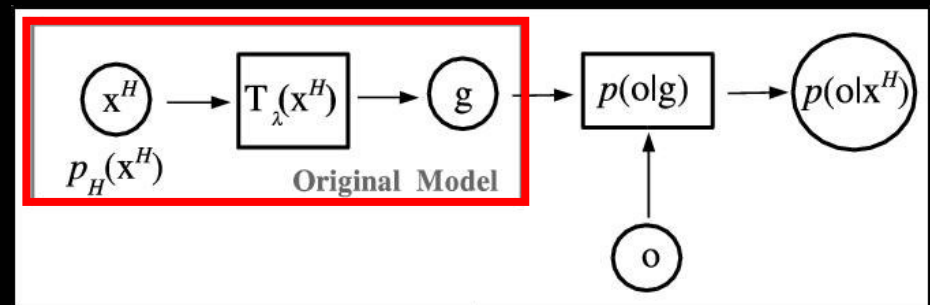 x^H
T_λ(x^H)
g
p(o|g)
p(o|x^H)
p_H(x^H)
Original Model
o